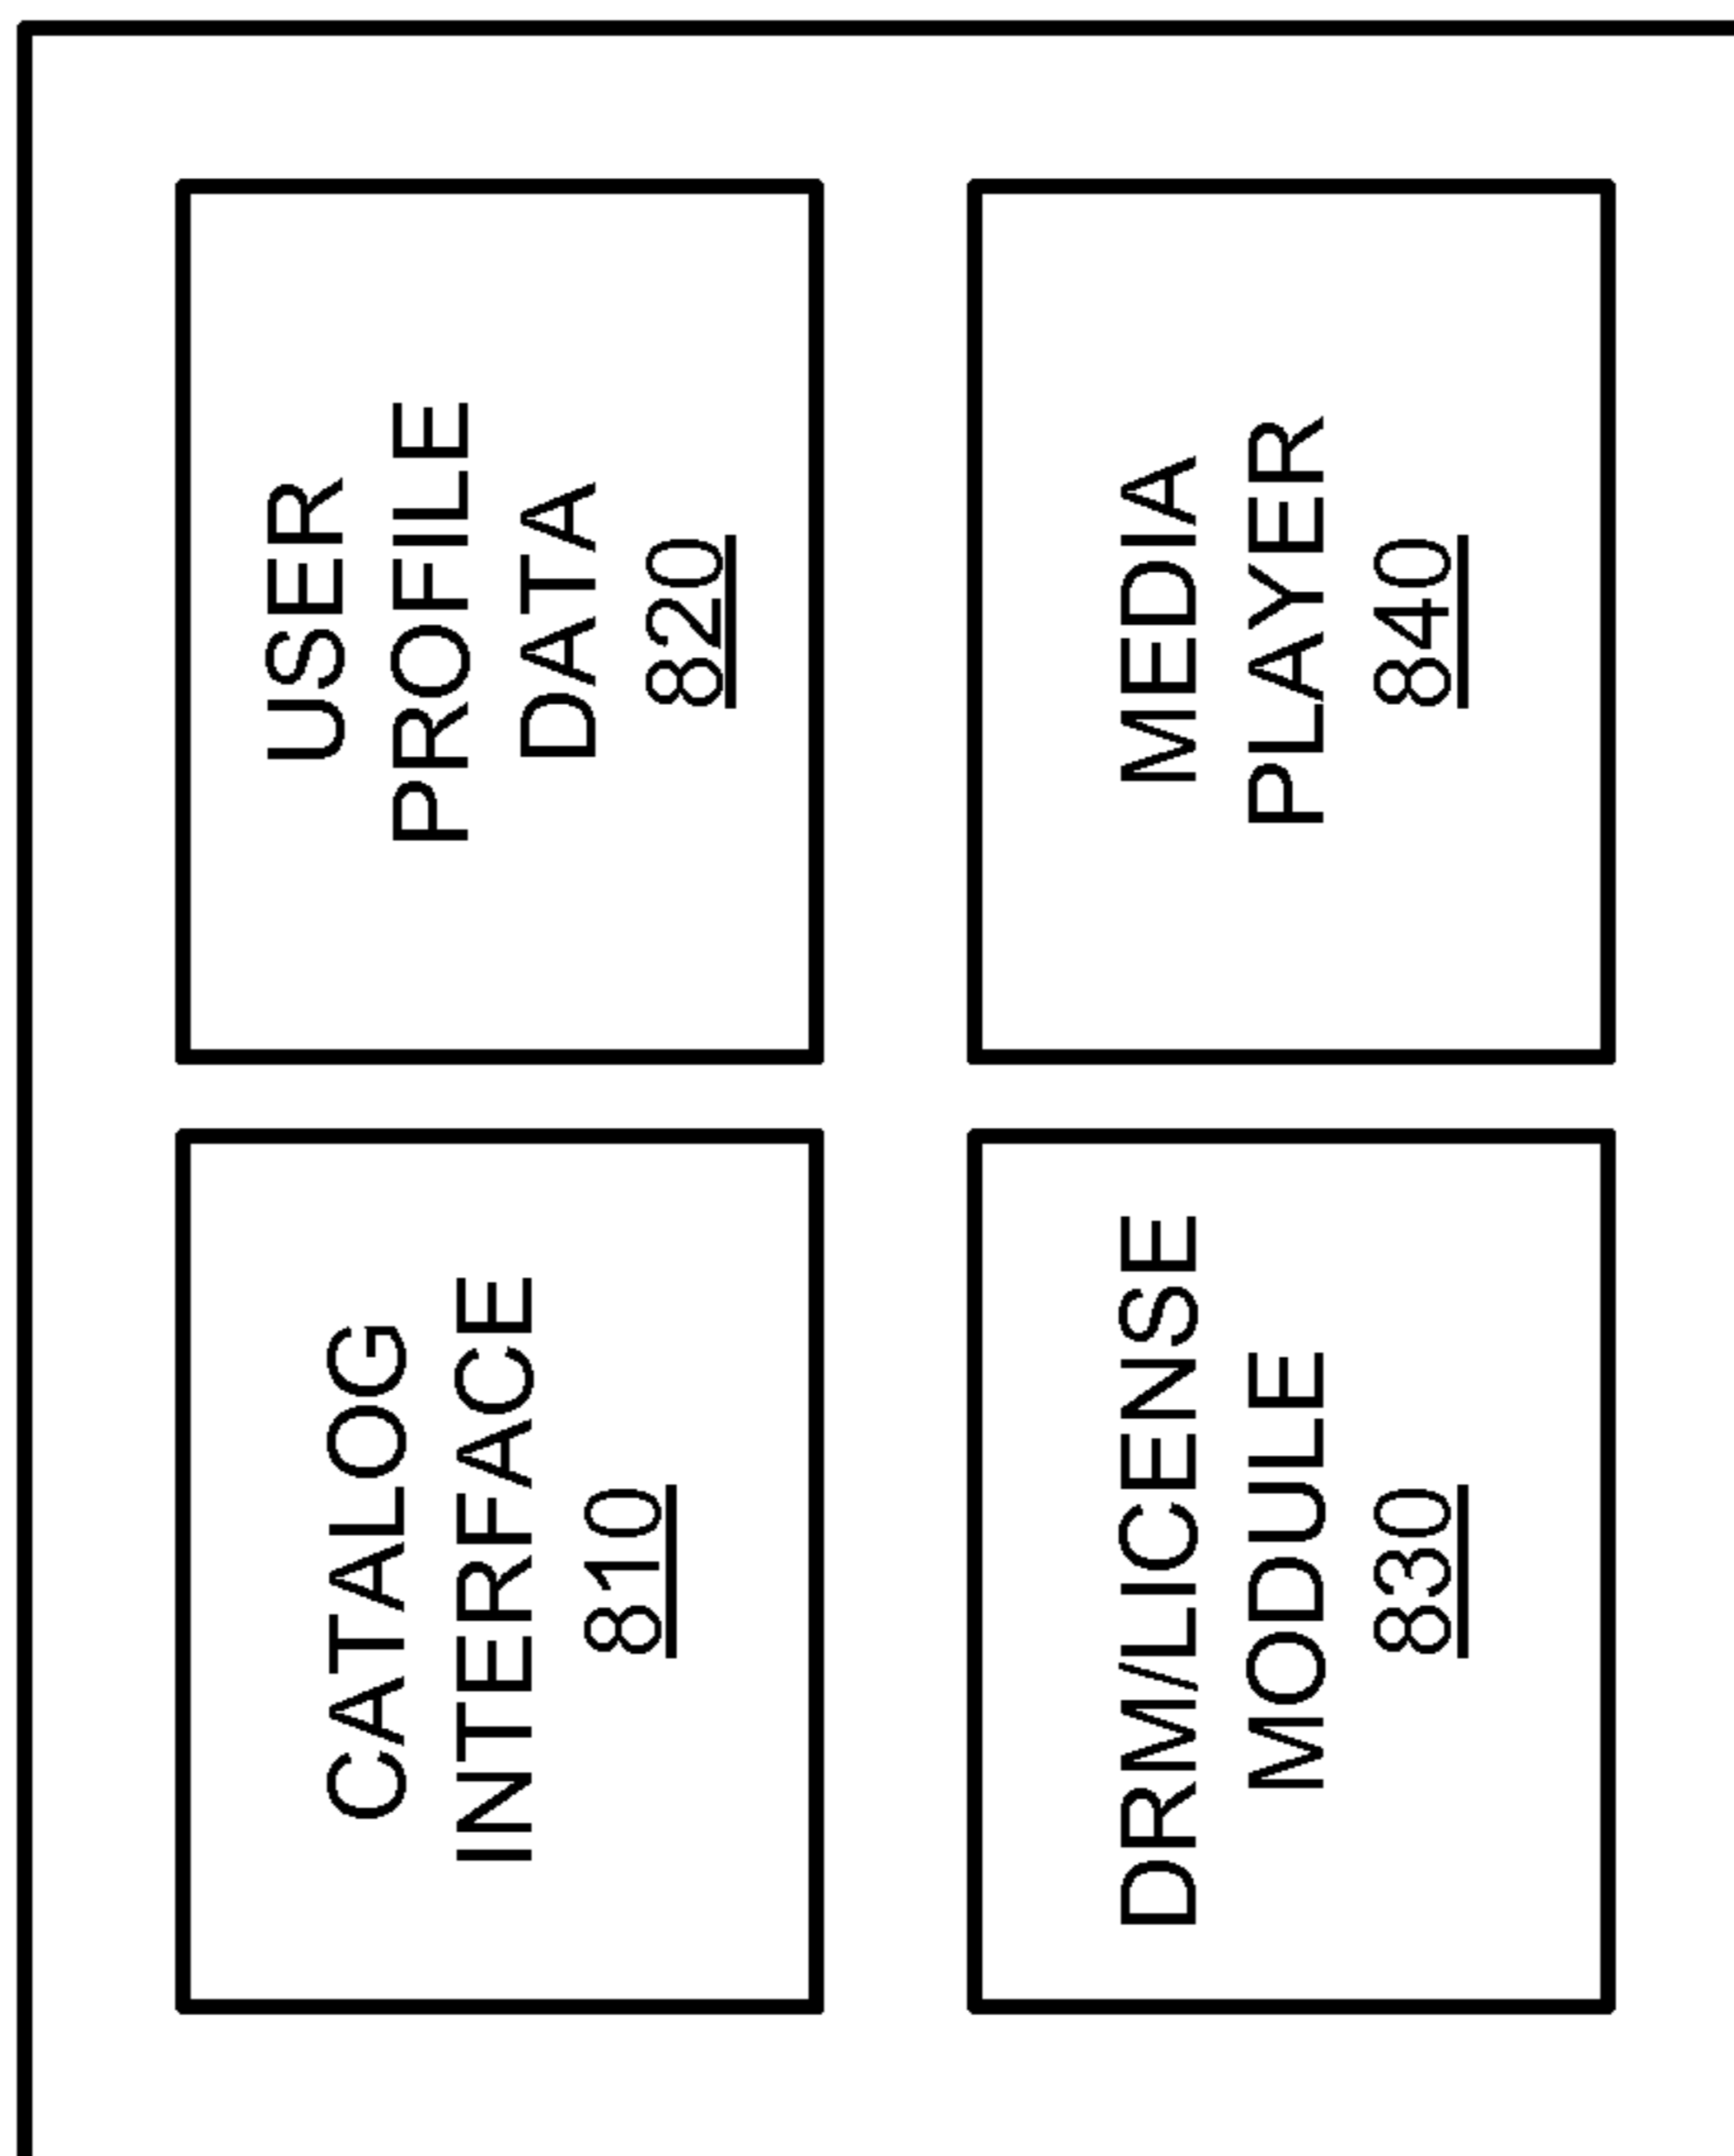 CATALOG
INTERFACE
810
USER
PROFILE
DATA
820
DRM/LICENSE
MODULE
830
MEDIA
PLAYER
840